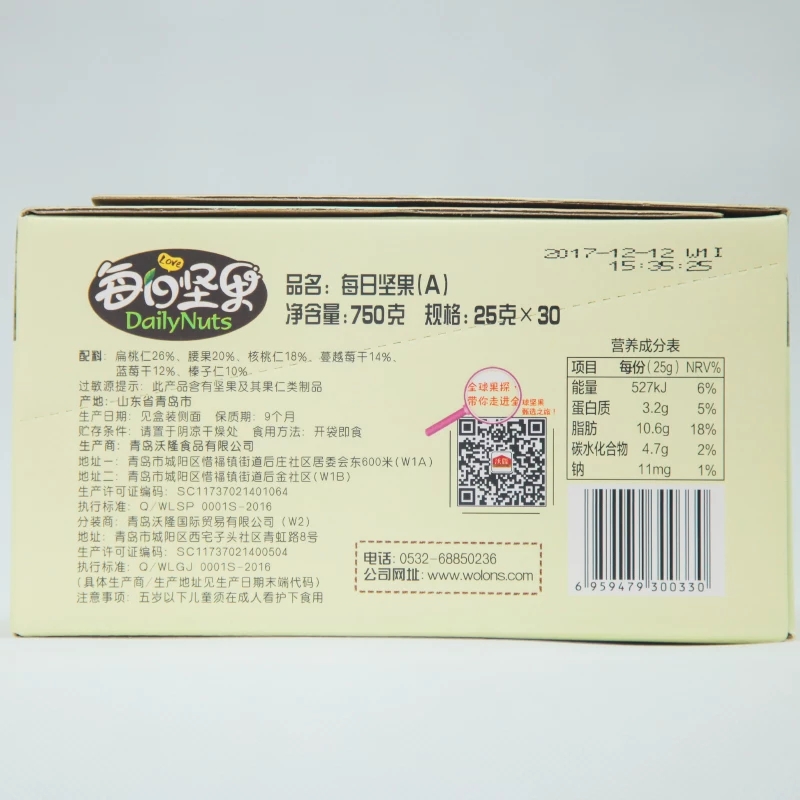 Love
每日坚果
DailyNuts
品名：每日坚果(A)
净含量:750克 规格:25克×30
2017-12-12 W1 I
15:35:25
配料：扁桃仁26%、腰果20%、核桃仁18%、蔓越莓干14%、
蓝莓干12%、榛子仁10%
过敏源提示：此产品含有坚果及其果仁类制品
产地:山东省青岛市
生产日期：见盒装侧面 保质期：9个月
贮存条件：请置于阴凉干燥处 食用方法：开袋即食
生产商：青岛沃隆食品有限公司
地址一：青岛市城阳区惜福镇街道后庄社区居委会东600米(W1A)
地址二：青岛市城阳区惜福镇街道后金社区(W1B)
生产许可证编码：SC11737021401064
执行标准：Q/WLSP 0001S-2016
分装商：青岛沃隆国际贸易有限公司（W2）
地址：青岛市城阳区西宅子头社区青虹路8号
生产许可证编码：SC11737021400504
执行标准：Q/WLGJ 0001S-2016
(具体生产商/生产地址见生产日期末端代码)
注意事项：五岁以下儿童须在成人看护下食用
全球果探·
带你走进全球坚果
甄选之旅！
沃隆
电话:0532-68850236
公司网址:www.wolons.com
营养成分表
项目 每份(25g) NRV%
能量 527kJ 6%
蛋白质 3.2g 5%
脂肪 10.6g 18%
碳水化合物 4.7g 2%
钠 11mg 1%
6 959479 300330